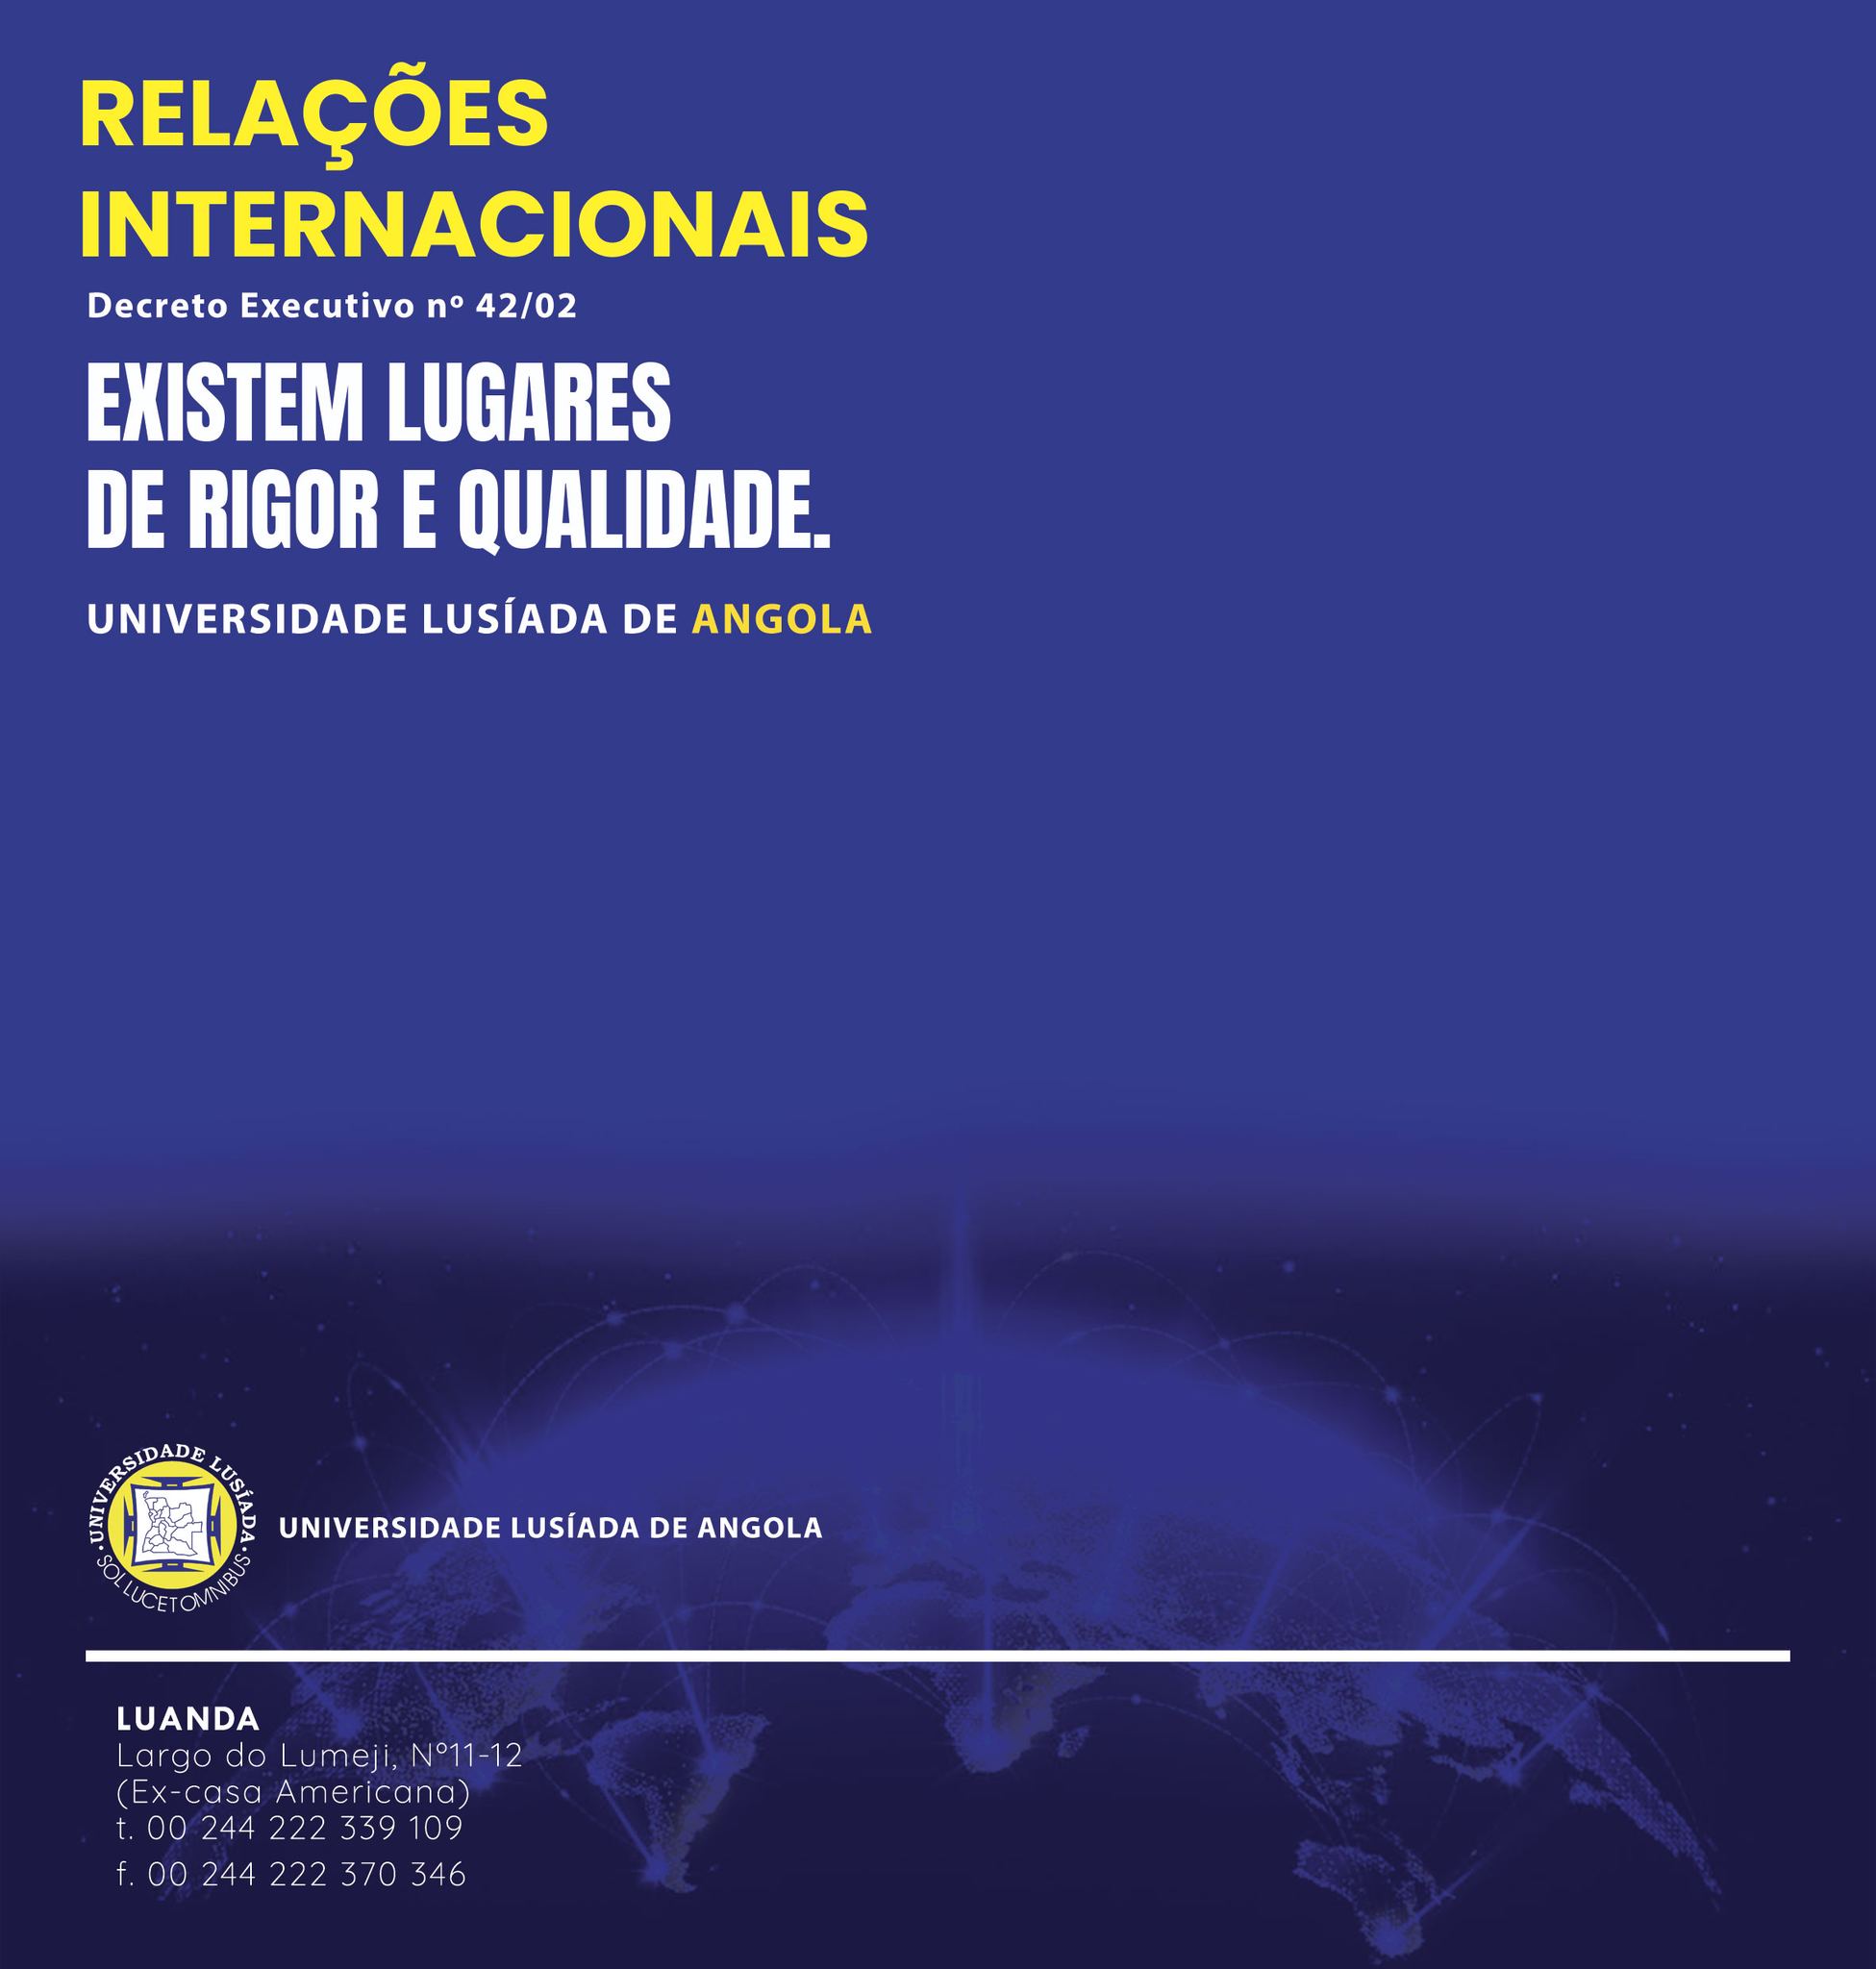 RELAÇÕES
INTERNACIONAIS
Decreto Executivo nº 42/02
EXISTEM LUGARES
DE RIGOR E QUALIDADE.
UNIVERSIDADE LUSÍADA DE ANGOLA
UNIVERSIDADE LUSÍADA
SOL LUCET OMNIBUS
UNIVERSIDADE LUSÍADA DE ANGOLA
LUANDA
Largo do Lumeji, Nº11-12
(Ex-casa Americana)
t. 00 244 222 339 109
f. 00 244 222 370 346